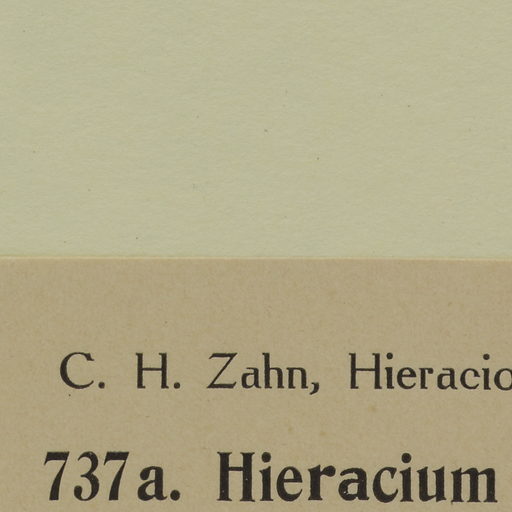 C. H. Zahn, Hieracio
737a. Hieracium